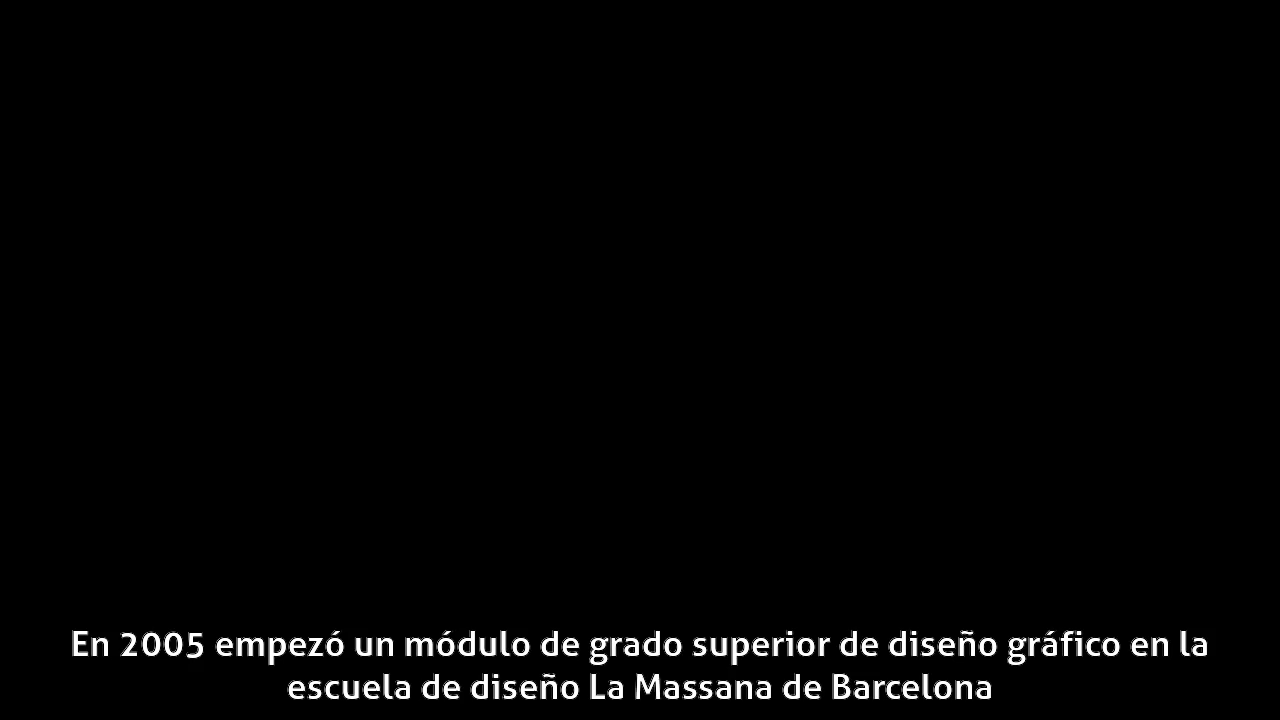 En 2005 empezó un módulo de grado superior de diseño gráfico en la
escuela de diseño La Massana de Barcelona